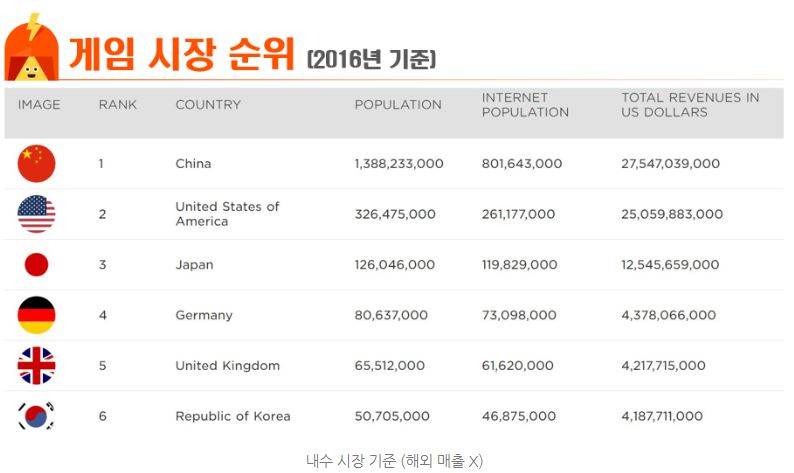 게임 시장 순위 (2016년 기준)
IMAGE RANK COUNTRY POPULATION INTERNET POPULATION TOTAL REVENUES IN US DOLLARS
1 China 1,388,233,000 801,643,000 27,547,039,000
2 United States of America 326,475,000 261,177,000 25,059,883,000
3 Japan 126,046,000 119,829,000 12,545,659,000
4 Germany 80,637,000 73,098,000 4,378,066,000
5 United Kingdom 65,512,000 61,620,000 4,217,715,000
6 Republic of Korea 50,705,000 46,875,000 4,187,711,000
내수 시장 기준 (해외 매출 X)